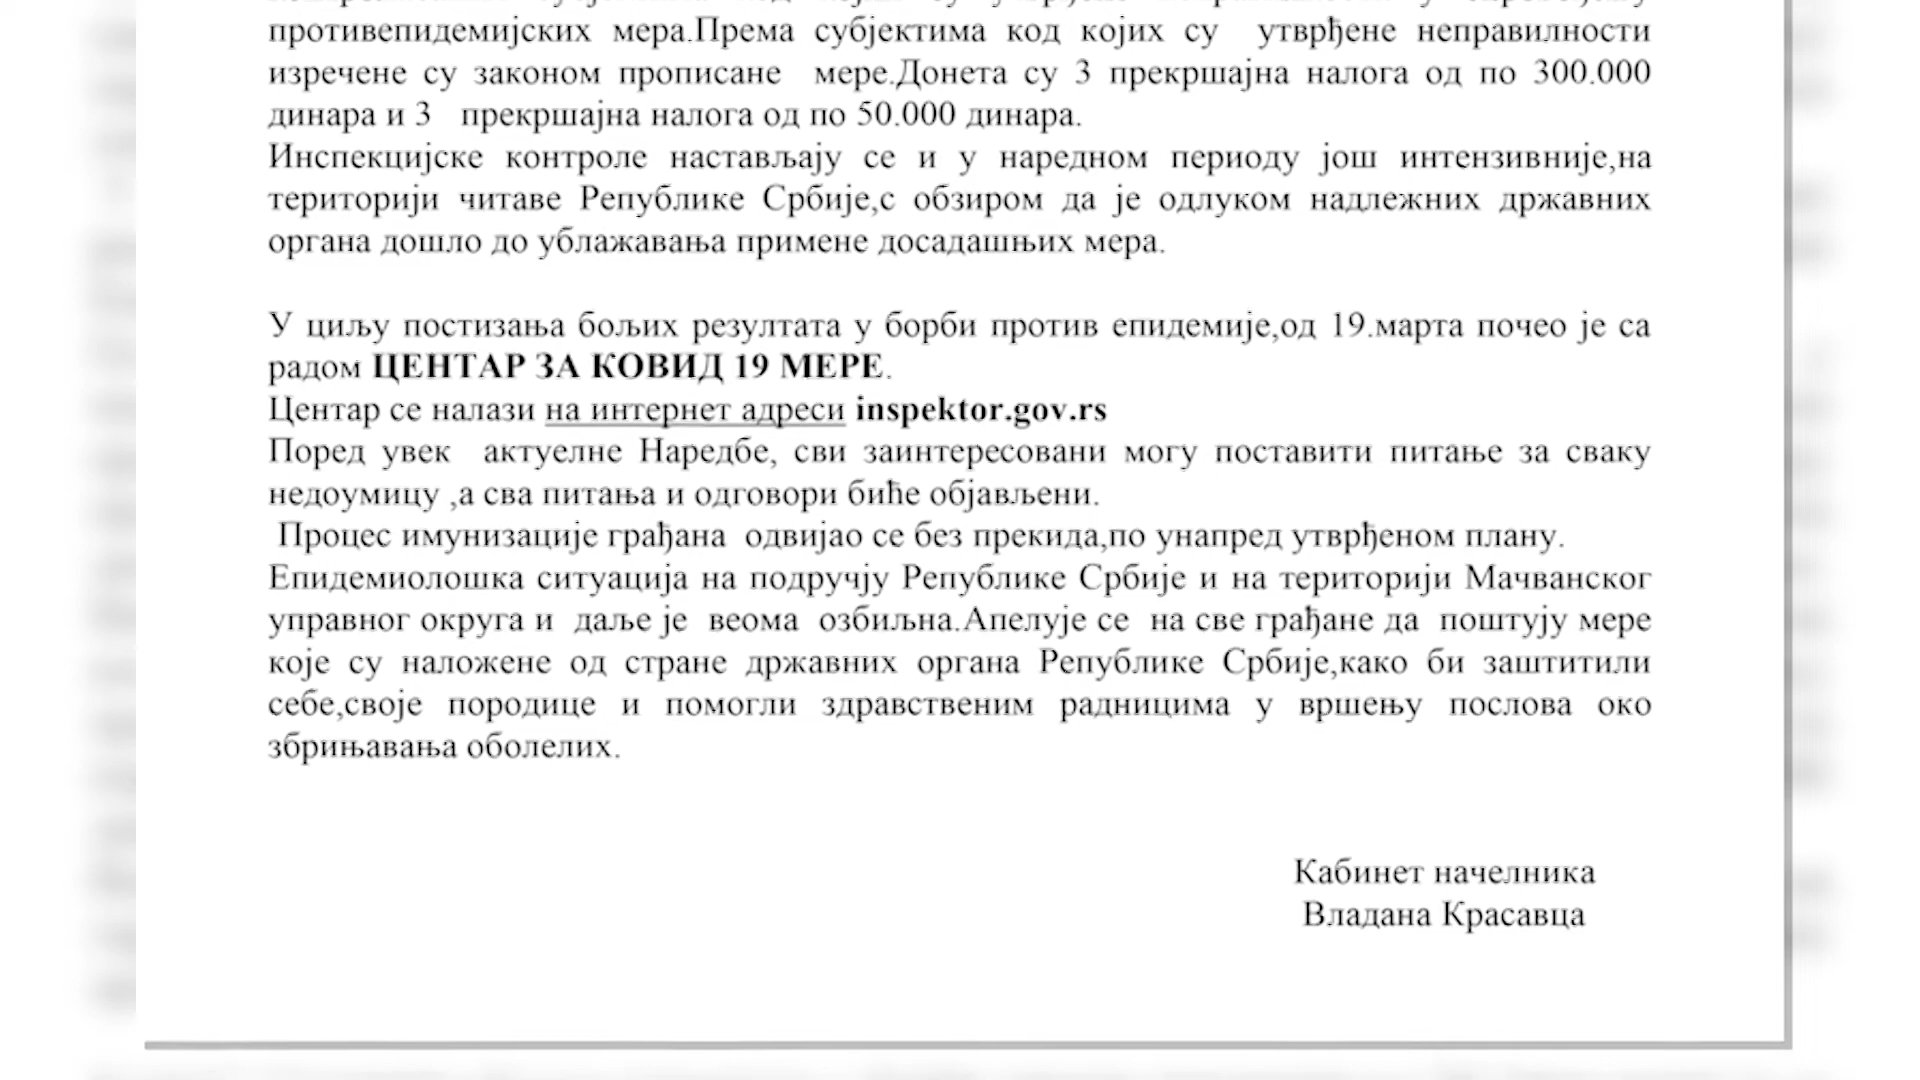 противепидемијских мера.Према субјектима код којих су утврђене неправилности
изречене су законом прописане мере.Донета су 3 прекршајна налога од по 300.000
динара и 3 прекршајна налога од по 50.000 динара.
Инспекцијске контроле настављају се и у наредном периоду још интензивније,на
територији читаве Републике Србије,с обзиром да је одлуком надлежних државних
органа дошло до ублажавања примене досадашњих мера.
У циљу постизања бољих резултата у борби против епидемије,од 19.марта почео је са
радом ЦЕНТАР ЗА КОВИД 19 МЕРЕ.
Центар се налази на интернет адреси inspektor.gov.rs
Поред увек актуелне Наредбе, сви заинтересовани могу поставити питање за сваку
недоумицу ,а сва питања и одговори биће објављени.
Процес имунизације грађана одвијао се без прекида,по унапред утврђеном плану.
Епидемиолошка ситуација на подручју Републике Србије и на територији Мачванског
управног округа и даље је веома озбиљна.Апелује се на све грађане да поштују мере
које су наложене од стране државних органа Републике Србије,како би заштитили
себе,своје породице и помогли здравственим радницима у вршењу послова око
збрињавања оболелих.
Кабинет начелника
Владана Красавца